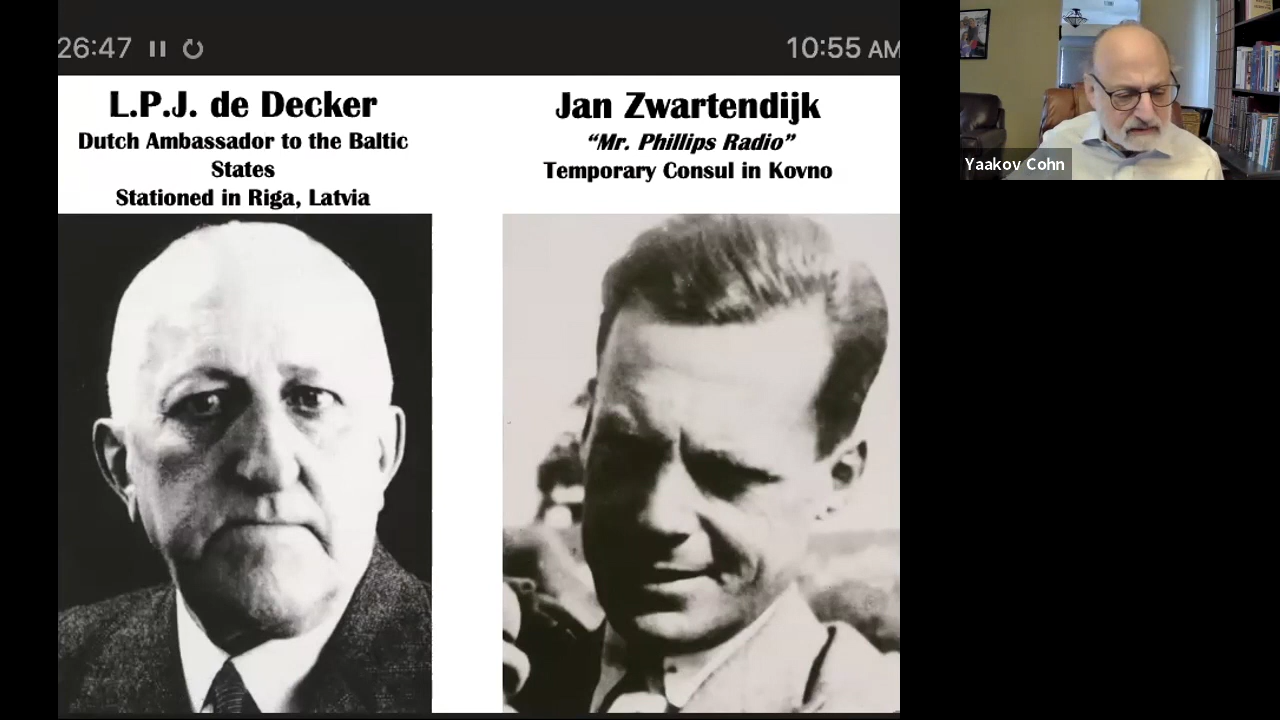 26:47
10:55 AM
L.P.J. de Decker
Dutch Ambassador to the Baltic
States
Stationed in Riga, Latvia
Jan Zwartendijk
“Mr. Phillips Radio”
Temporary Consul in Kovno
Yaakov Cohn